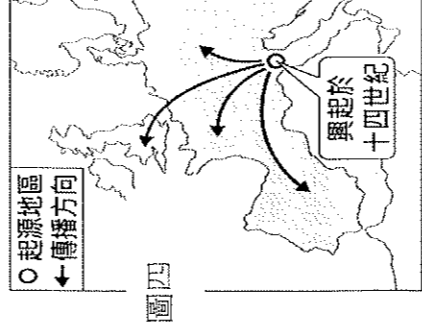 ○起源地區
←傳播方向
興起於
十四世紀
圖四